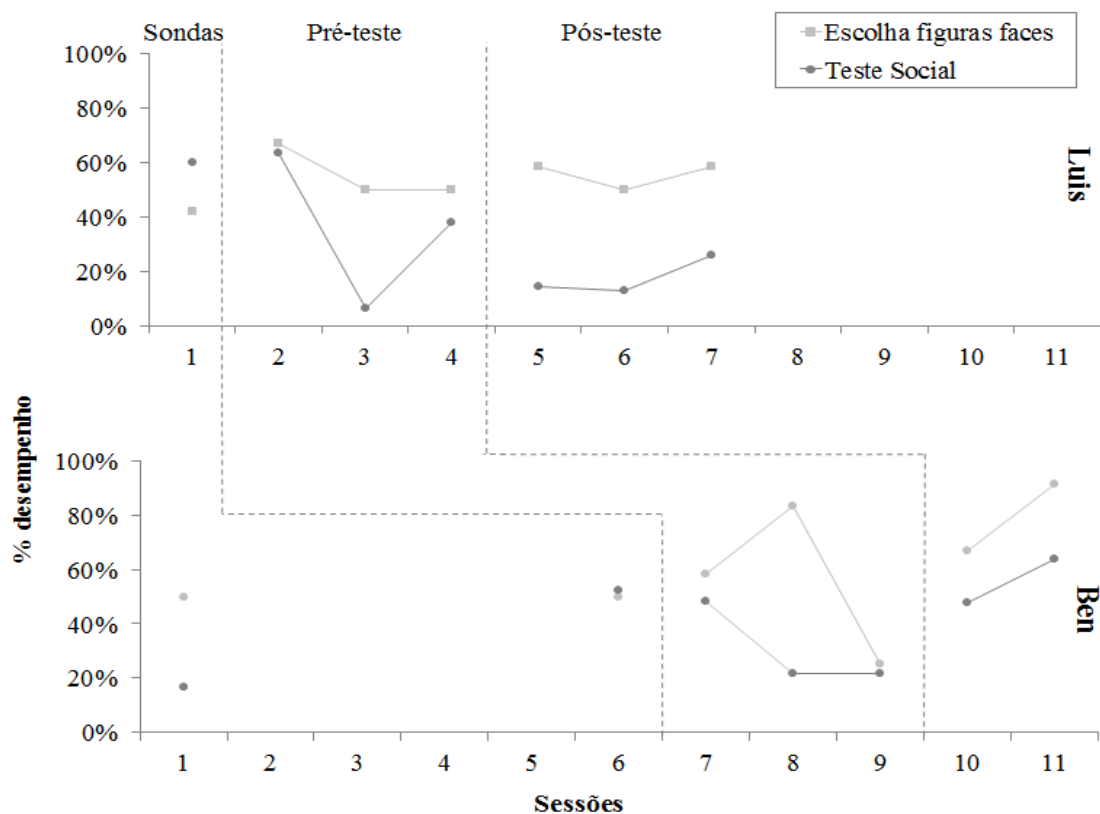 Sondas Pré-teste Pós-teste
Escolha figuras faces
Teste Social
100%
80%
60%
40%
20%
0%
1 2 3 4 5 6 7 8 9 10 11
Luis
% desempenho
100%
80%
60%
40%
20%
0%
1 2 3 4 5 6 7 8 9 10 11
Ben
Sessões